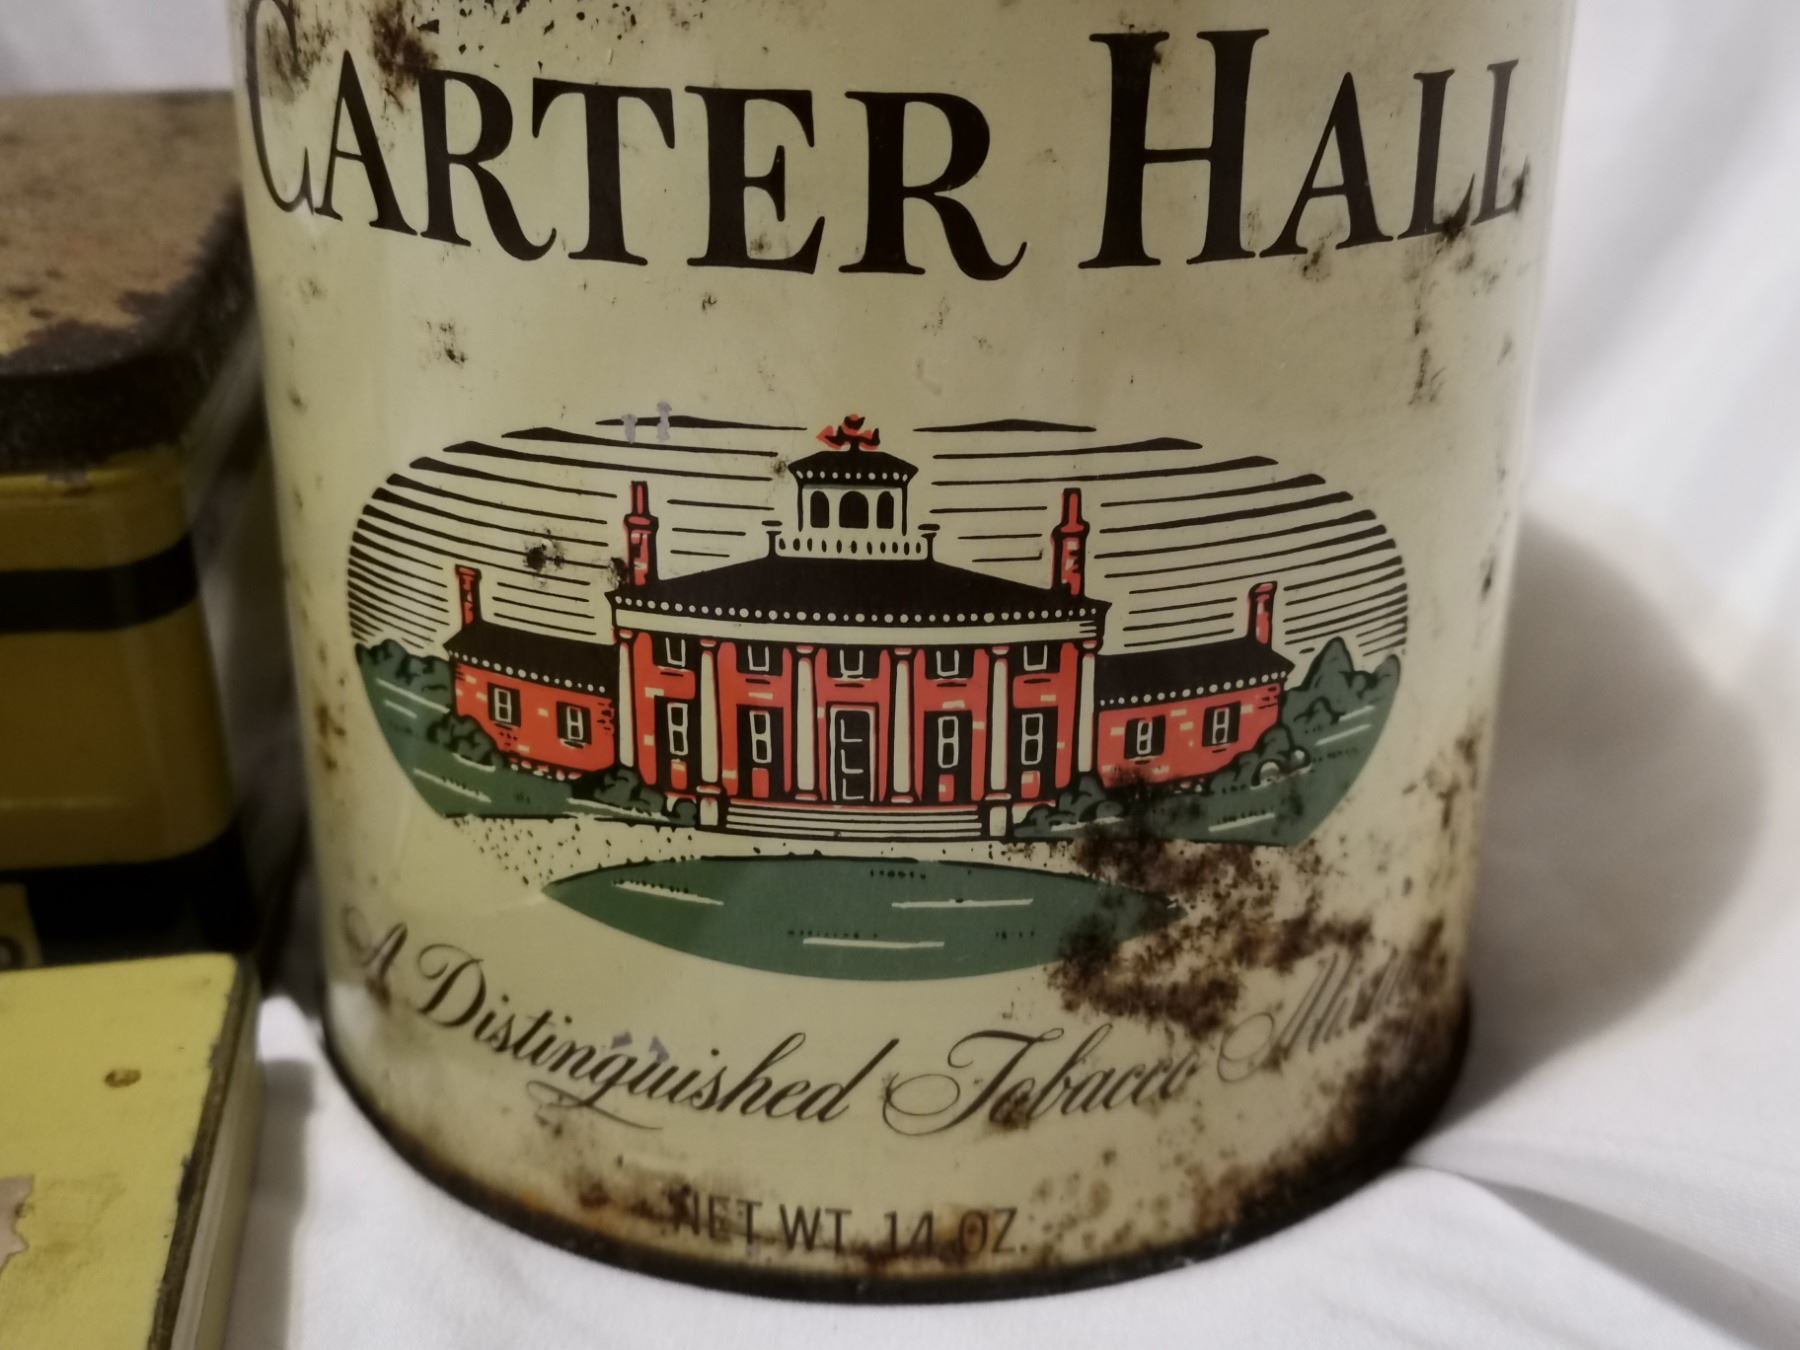 CARTER HALL
A Distinguished Tobacco
NET WT. 14 OZ.